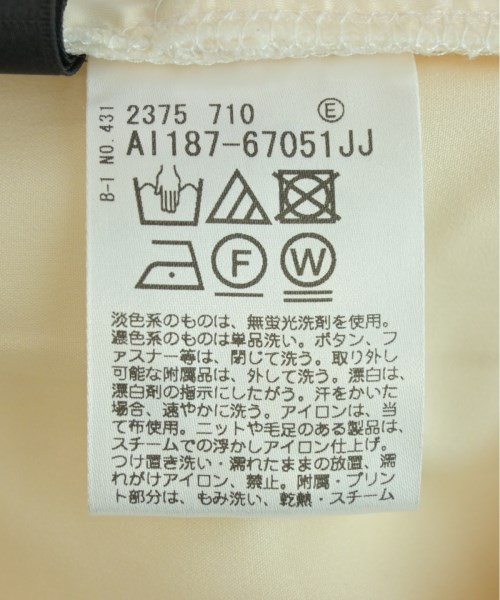 B-1 NO.431
2375 710 Ⓔ
AI187-67051JJ
F W
淡色系のものは、無蛍光洗剤を使用。
濃色系のものは単品洗い。ボタン、フ
ァスナー等は、閉じて洗う。取り外し
可能な附属品は、外して洗う。漂白は、
漂白剤の指示にしたがう。汗をかいた
場合、速やかに洗う。アイロンは、当
て布使用。ニットや毛足のある製品は、
スチームでの浮かしアイロン仕上げ。
つけ置き洗い・濡れたままの放置、濡
れがけアイロン、禁止。附属・プリン
ト部分は、もみ洗い、乾熱・スチーム